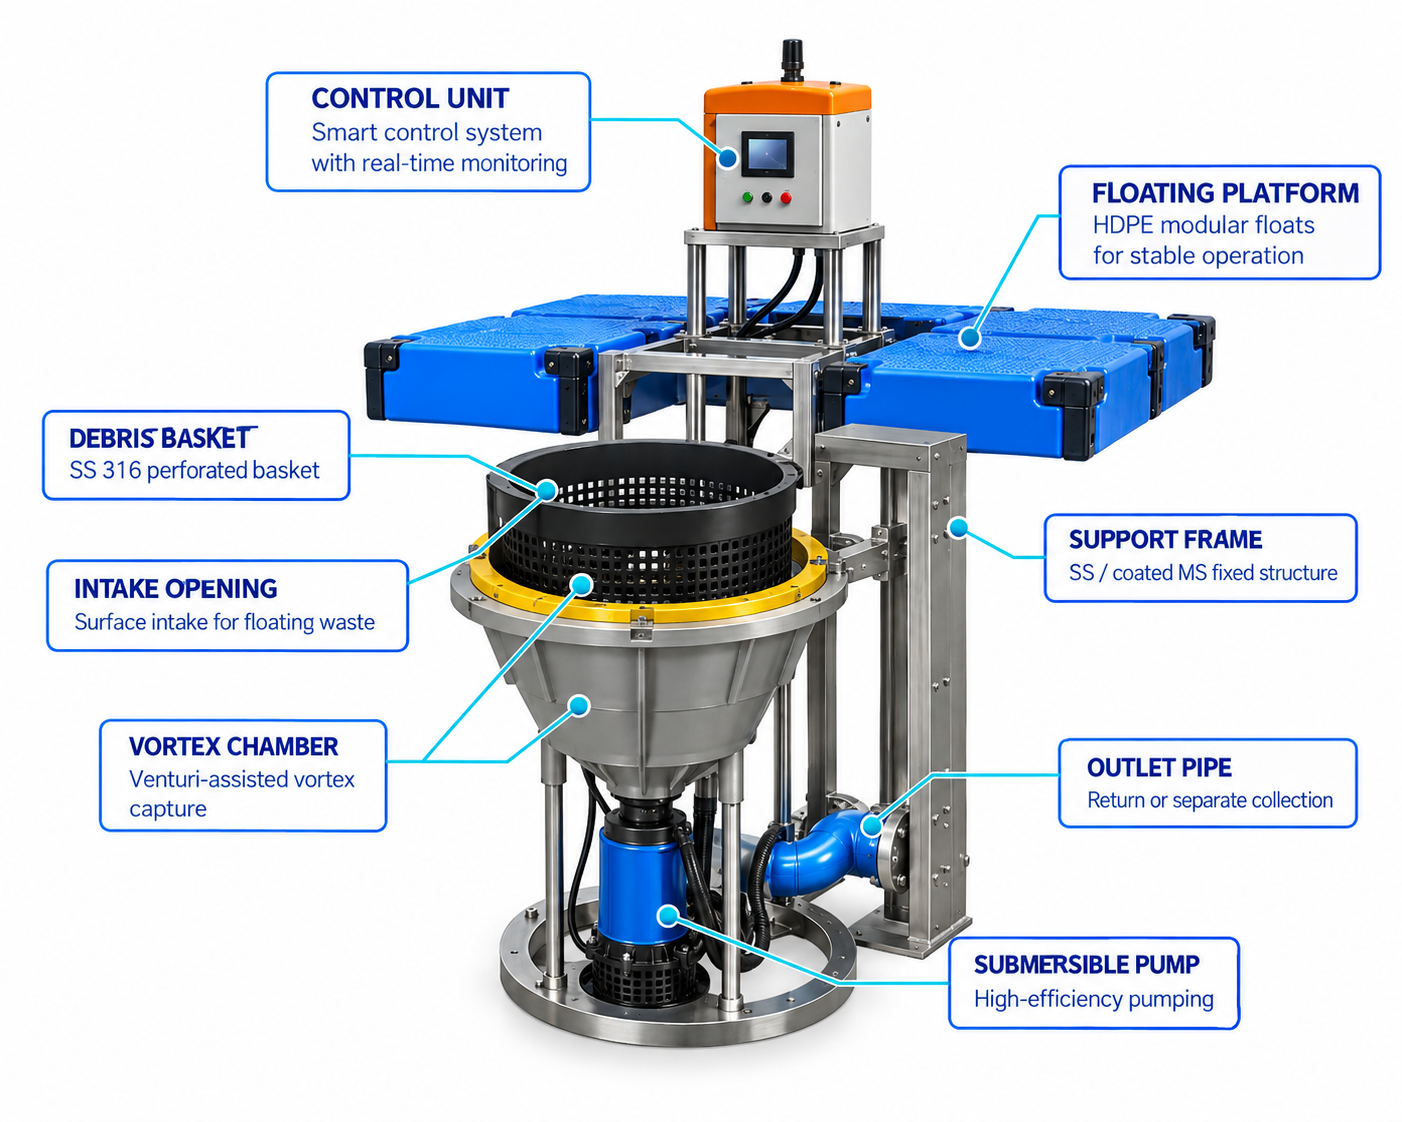 CONTROL UNIT
Smart control system
with real-time monitoring
FLOATING PLATFORM
HDPE modular floats
for stable operation
DEBRIS BASKET
SS 316 perforated basket
INTAKE OPENING
Surface intake for floating waste
SUPPORT FRAME
SS / coated MS fixed structure
VORTEX CHAMBER
Venturi-assisted vortex
capture
OUTLET PIPE
Return or separate collection
SUBMERSIBLE PUMP
High-efficiency pumping